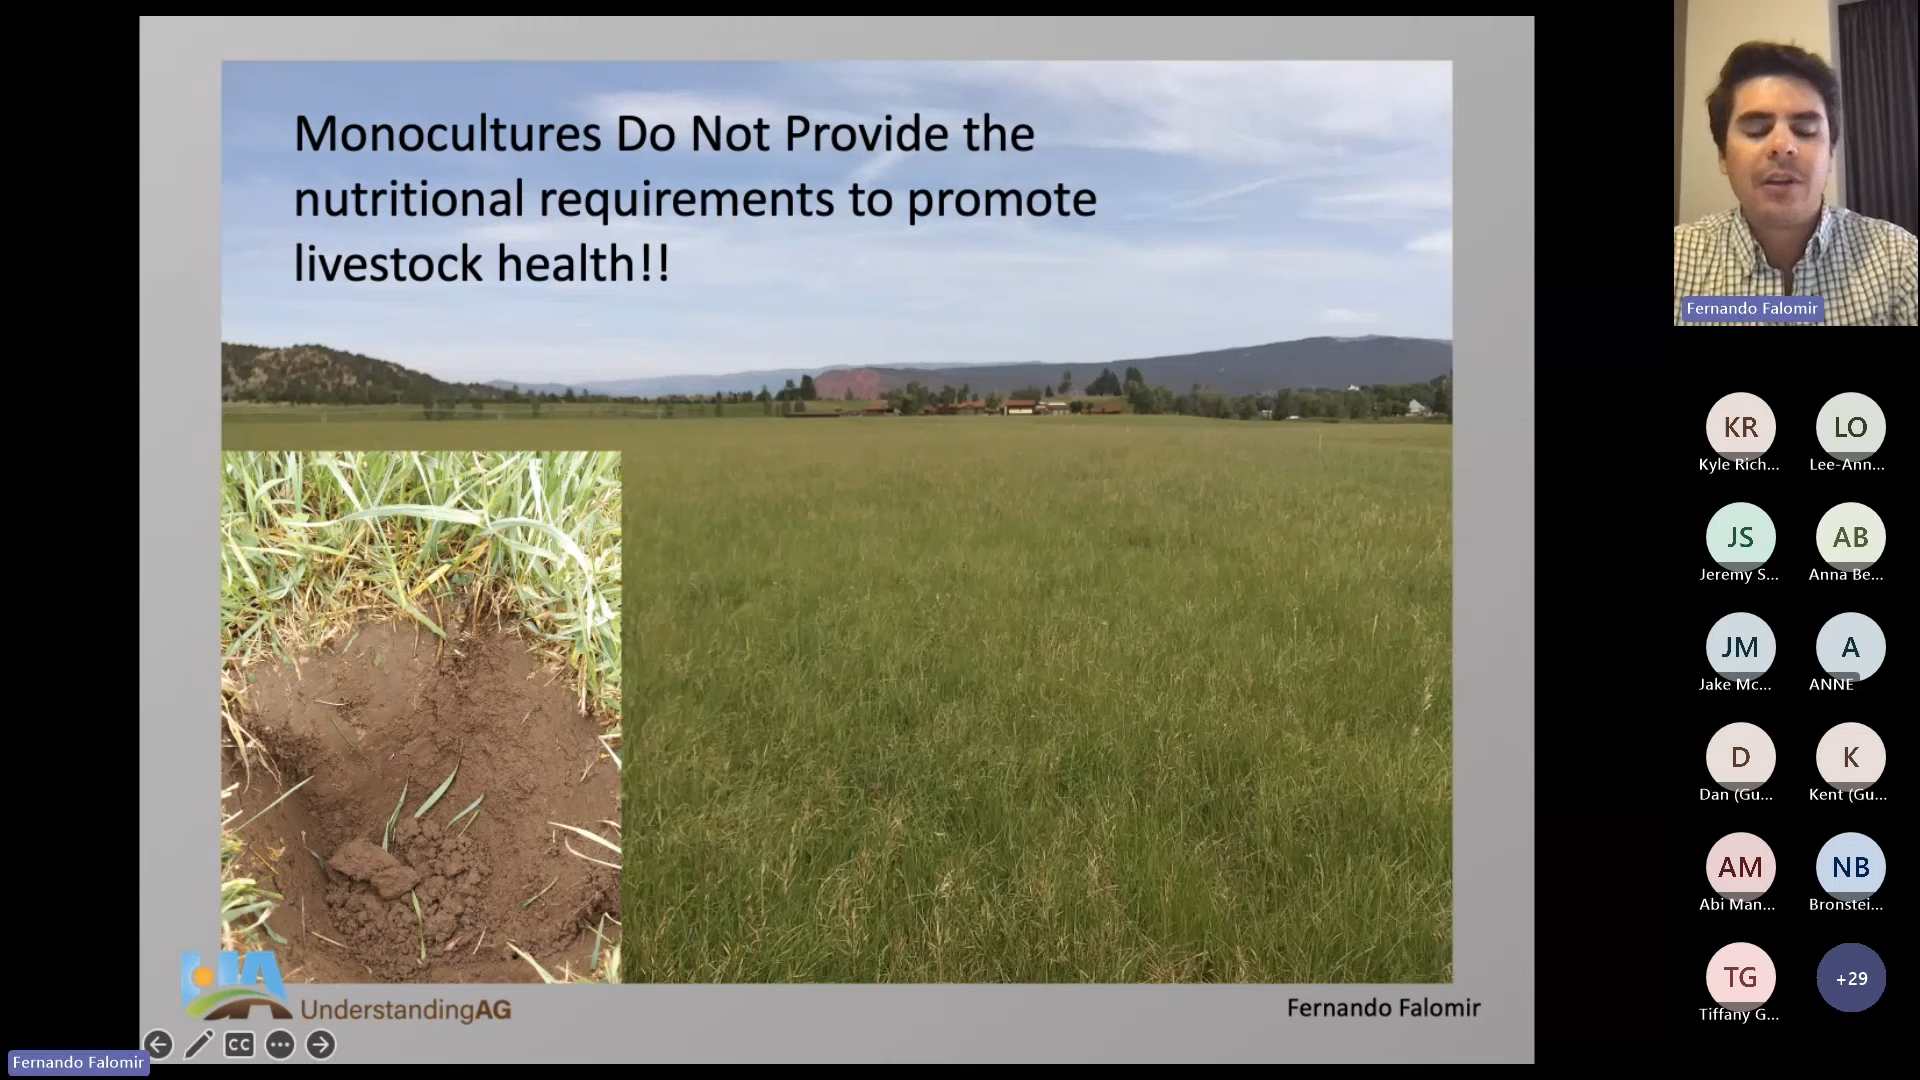 Monocultures Do Not Provide the
nutritional requirements to promote
livestock health!!
UnderstandingAG
Fernando Falomir
CC
Fernando Falomir
Fernando Falomir
KR
Kyle Rich...
LO
Lee-Ann...
JS
Jeremy S...
AB
Anna Be...
JM
Jake Mc...
A
ANNE
D
Dan (Gu...
K
Kent (Gu...
AM
Abi Man...
NB
Bronstei...
TG
Tiffany G...
+29